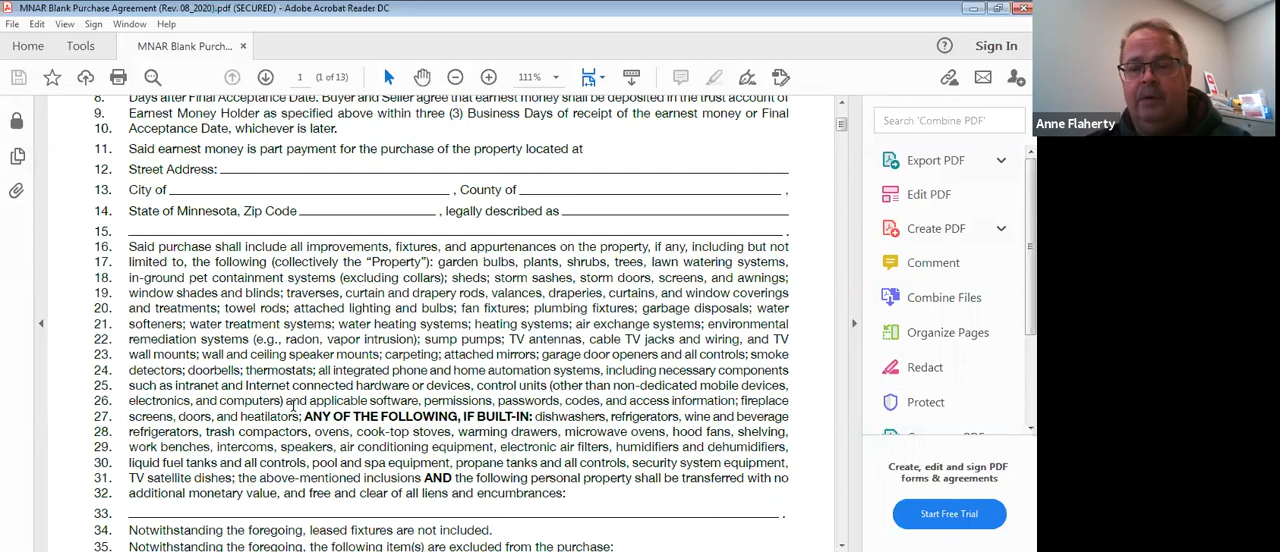 MNAR Blank Purchase Agreement (Rev. 08_2020).pdf (SECURED) - Adobe Acrobat Reader DC
File Edit View Sign Window Help
Home Tools MNAR Blank Purch... × Sign In
1 (1 of 13) 111%
8. Days after Final Acceptance Date. Buyer and Seller agree that earnest money shall be deposited in the trust account of
9. Earnest Money Holder as specified above within three (3) Business Days of receipt of the earnest money or Final
10. Acceptance Date, whichever is later.
11. Said earnest money is part payment for the purchase of the property located at
12. Street Address:
13. City of , County of ,
14. State of Minnesota, Zip Code , legally described as
15. .
16. Said purchase shall include all improvements, fixtures, and appurtenances on the property, if any, including but not
17. limited to, the following (collectively the “Property”): garden bulbs, plants, shrubs, trees, lawn watering systems,
18. in-ground pet containment systems (excluding collars); sheds; storm sashes, storm doors, screens, and awnings;
19. window shades and blinds; traverses, curtain and drapery rods, valances, draperies, curtains, and window coverings
20. and treatments; towel rods; attached lighting and bulbs; fan fixtures; plumbing fixtures; garbage disposals; water
21. softeners; water treatment systems; water heating systems; heating systems; air exchange systems; environmental
22. remediation systems (e.g., radon, vapor intrusion); sump pumps; TV antennas, cable TV jacks and wiring, and TV
23. wall mounts; wall and ceiling speaker mounts; carpeting; attached mirrors; garage door openers and all controls; smoke
24. detectors; doorbells; thermostats; all integrated phone and home automation systems, including necessary components
25. such as intranet and Internet connected hardware or devices, control units (other than non-dedicated mobile devices,
26. electronics, and computers) and applicable software, permissions, passwords, codes, and access information; fireplace
27. screens, doors, and heatilators; ANY OF THE FOLLOWING, IF BUILT-IN: dishwashers, refrigerators, wine and beverage
28. refrigerators, trash compactors, ovens, cook-top stoves, warming drawers, microwave ovens, hood fans, shelving,
29. work benches, intercoms, speakers, air conditioning equipment, electronic air filters, humidifiers and dehumidifiers,
30. liquid fuel tanks and all controls, pool and spa equipment, propane tanks and all controls, security system equipment,
31. TV satellite dishes; the above-mentioned inclusions AND the following personal property shall be transferred with no
32. additional monetary value, and free and clear of all liens and encumbrances:
33. .
34. Notwithstanding the foregoing, leased fixtures are not included.
35. Notwithstanding the foregoing, the following item(s) are excluded from the purchase:
Search 'Combine PDF'
Export PDF
Edit PDF
Create PDF
Comment
Combine Files
Organize Pages
Redact
Protect
Create, edit and sign PDF
forms & agreements
Start Free Trial
Anne Flaherty